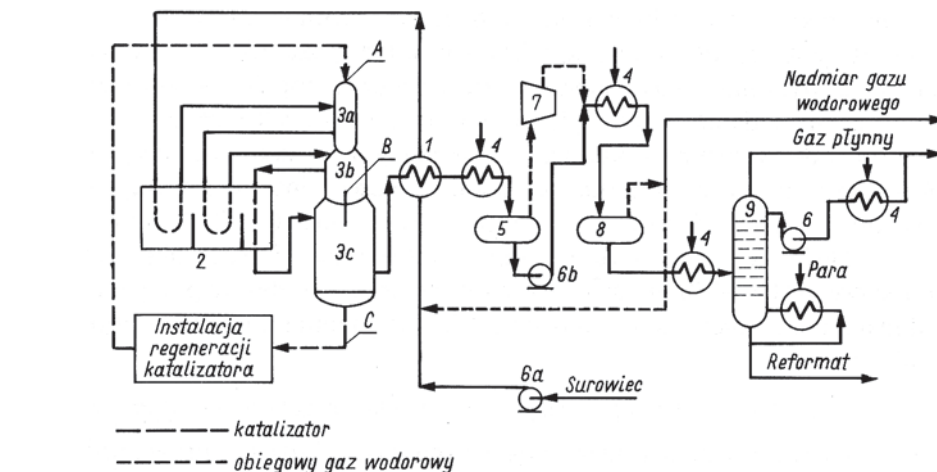 A
3a
B
3b
3c
C
2
1
4
5
6b
7
4
8
4
9
6
4
Nadmiar gazu
wodorowego
Gaz płynny
Para
Reformat
Instalacja
regeneracji
katalizatora
6a
Surowiec
katalizator
obiegowy gaz wodorowy